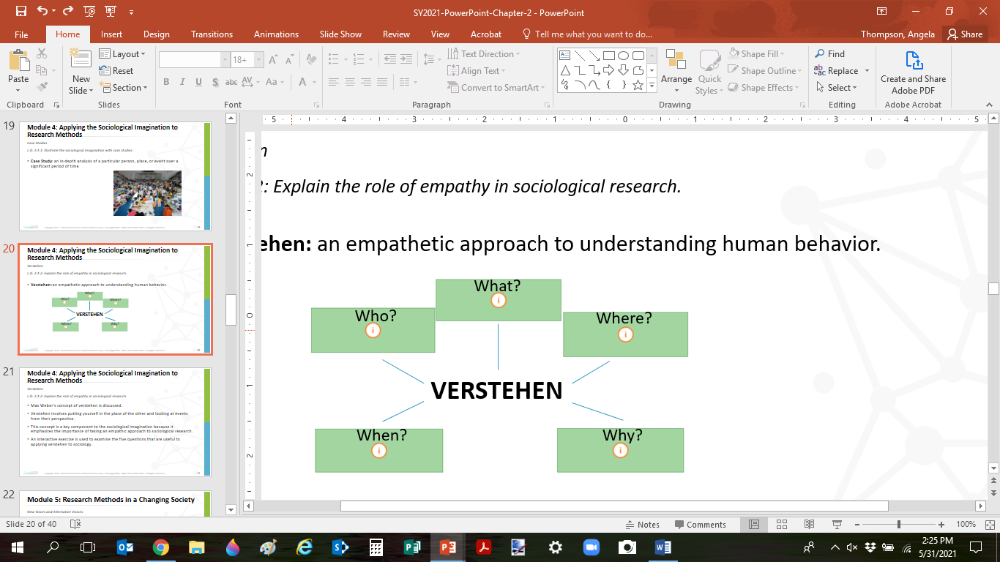 SY2021-PowerPoint-Chapter-2 - PowerPoint
File Home Insert Design Transitions Animations Slide Show Review View Acrobat Tell me what you want to do... Thompson, Angela Share
Paste
Clipboard
New Slide
Layout
Reset
Section
Slides
18+
B I U S abc AV Aa A
Font
Text Direction
Align Text
Convert to SmartArt
Paragraph
Arrange
Quick Styles
Shape Fill
Shape Outline
Shape Effects
Drawing
Find
Replace
Select
Editing
Create and Share Adobe PDF
Adobe Acrobat
5 4 3 2 1 0 1 2 3 4 5
2 1 0 1 2
19
Module 4: Applying the Sociological Imagination to
Research Methods
Case Studies
L.O. 2.4.1: Illustrate the sociological imagination with case studies.
• Case Study: an in-depth analysis of a particular person, place, or event over a
significant period of time
20
Module 4: Applying the Sociological Imagination to
Research Methods
Verstehen
L.O. 2.4.2: Explain the role of empathy in sociological research.
• Verstehen: an empathetic approach to understanding human behavior.
What?
Who?
Where?
VERSTEHEN
When?
Why?
21
Module 4: Applying the Sociological Imagination to
Research Methods
Verstehen
L.O. 2.4.2: Explain the role of empathy in sociological research.
• Max Weber's concept of verstehen is discussed.
• Verstehen involves putting yourself in the place of the other and looking at events
from their perspective.
• This concept is a key component to the sociological imagination because it
emphasizes the importance of taking an empathic approach to sociological research.
• An interactive exercise is used to examine the five questions that are useful to
applying verstehen to sociology.
22
Module 5: Research Methods in a Changing Society
New Voices and Alternative Visions
n
2: Explain the role of empathy in sociological research.
ehen: an empathetic approach to understanding human behavior.
What?
Who?
Where?
VERSTEHEN
When?
Why?
Slide 20 of 40
Notes
Comments
100%
2:25 PM
5/31/2021